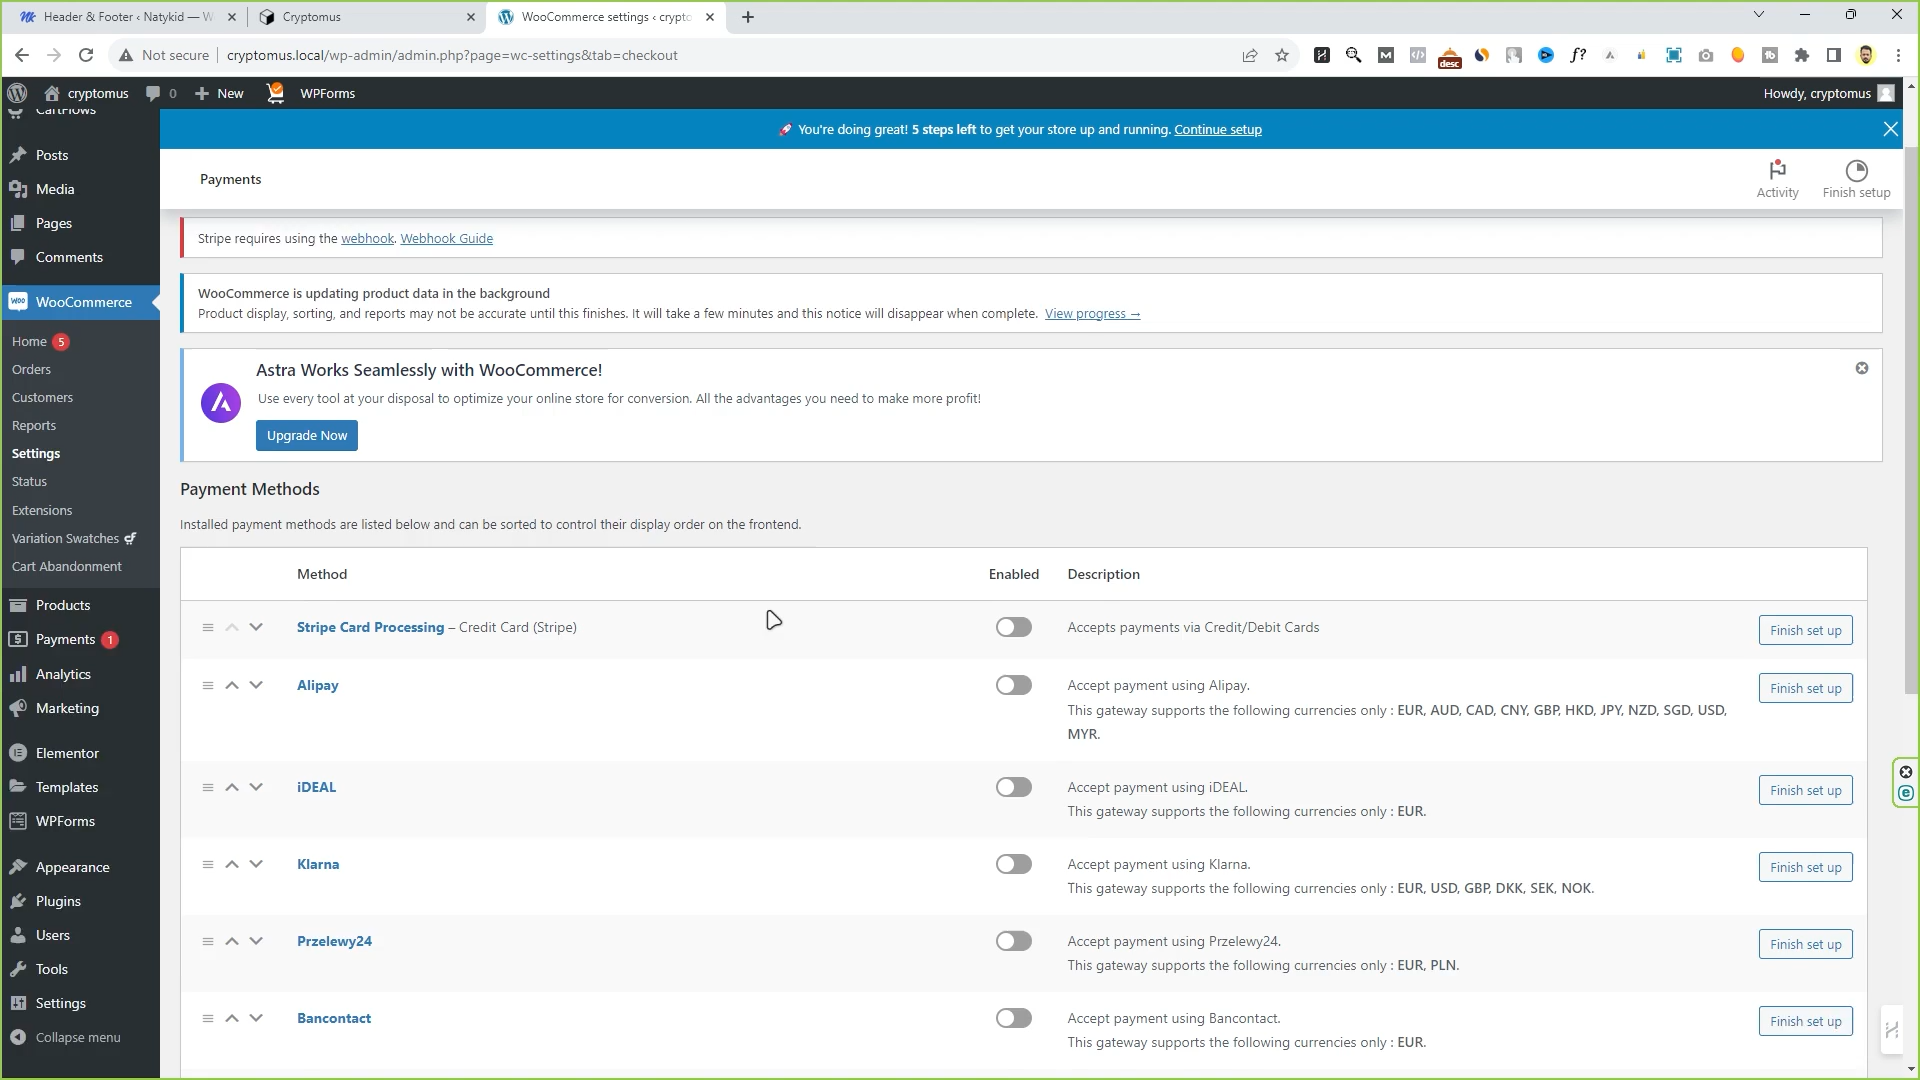 Header & Footer ‹ Natykid — W
Cryptomus
WooCommerce settings ‹ crypto
Not secure
cryptomus.local/wp-admin/admin.php?page=wc-settings&tab=checkout
desc
f?
cryptomus
0
New
WPForms
Howdy, cryptomus
CartFlows
Posts
Media
Pages
Comments
WooCommerce
Home 5
Orders
Customers
Reports
Settings
Status
Extensions
Variation Swatches
Cart Abandonment
Products
Payments 1
Analytics
Marketing
Elementor
Templates
WPForms
Appearance
Plugins
Users
Tools
Settings
Collapse menu
🚀 You're doing great! 5 steps left to get your store up and running. Continue setup
Payments
Activity
Finish setup
Stripe requires using the webhook. Webhook Guide
WooCommerce is updating product data in the background
Product display, sorting, and reports may not be accurate until this finishes. It will take a few minutes and this notice will disappear when complete. View progress →
Astra Works Seamlessly with WooCommerce!
Use every tool at your disposal to optimize your online store for conversion. All the advantages you need to make more profit!
Upgrade Now
Payment Methods
Installed payment methods are listed below and can be sorted to control their display order on the frontend.
Method Enabled Description
Stripe Card Processing – Credit Card (Stripe)
Accepts payments via Credit/Debit Cards
Finish set up
Alipay
Accept payment using Alipay.
This gateway supports the following currencies only : EUR, AUD, CAD, CNY, GBP, HKD, JPY, NZD, SGD, USD,
MYR.
Finish set up
iDEAL
Accept payment using iDEAL.
This gateway supports the following currencies only : EUR.
Finish set up
Klarna
Accept payment using Klarna.
This gateway supports the following currencies only : EUR, USD, GBP, DKK, SEK, NOK.
Finish set up
Przelewy24
Accept payment using Przelewy24.
This gateway supports the following currencies only : EUR, PLN.
Finish set up
Bancontact
Accept payment using Bancontact.
This gateway supports the following currencies only : EUR.
Finish set up